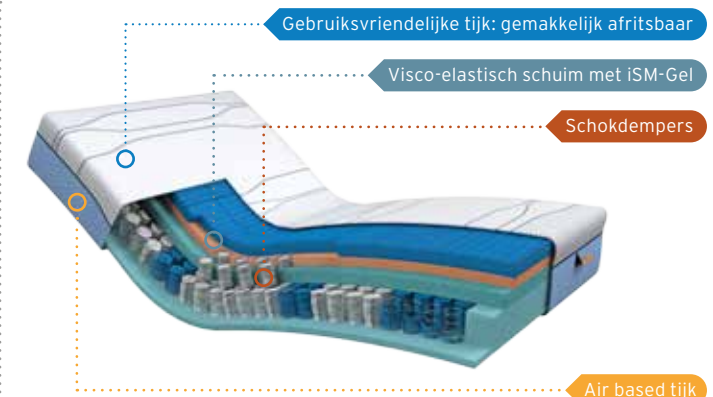 Gebruiksvriendelijke tijk: gemakkelijk afritsbaar
Visco-elastisch schuim met iSM-Gel
Schokdempers
Air based tijk